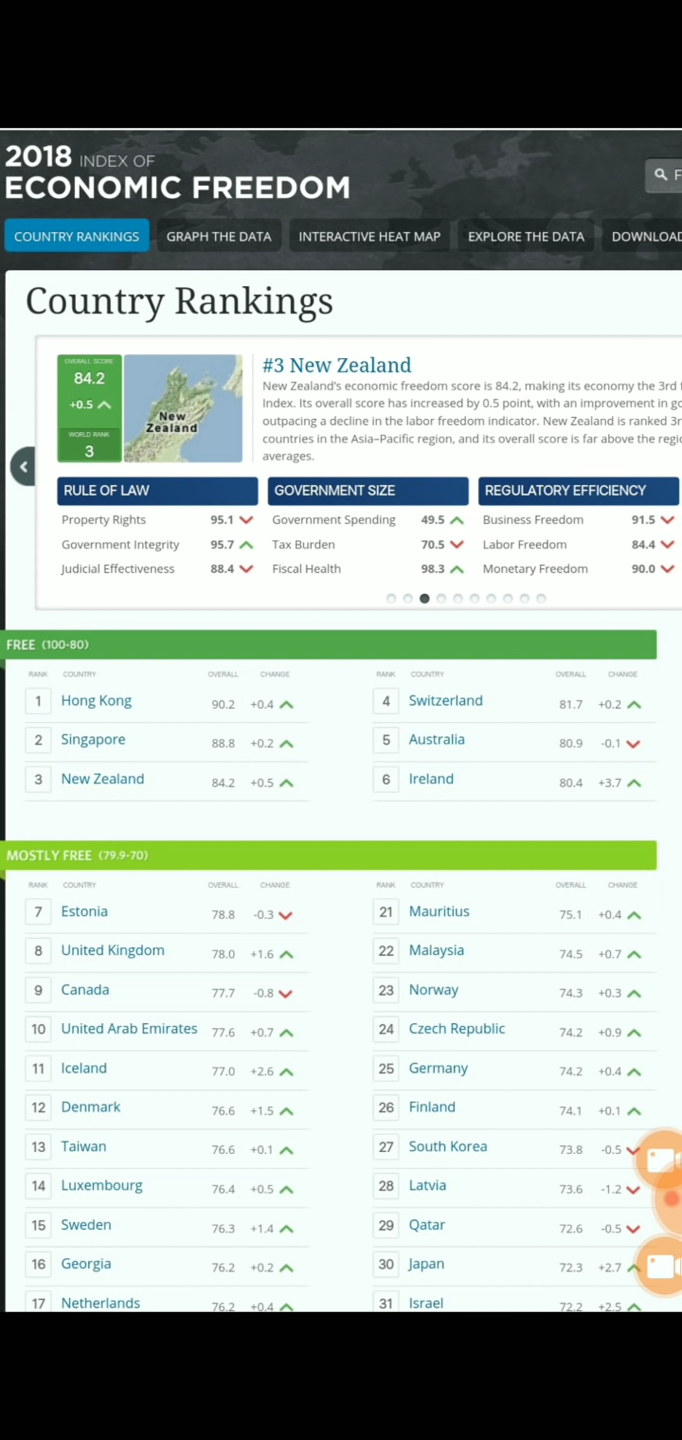 2018 INDEX OF
ECONOMIC FREEDOM
F
COUNTRY RANKINGS GRAPH THE DATA INTERACTIVE HEAT MAP EXPLORE THE DATA DOWNLOAD
Country Rankings
OVERALL SCORE
84.2
+0.5
WORLD RANK
3
New
Zealand
#3 New Zealand
New Zealand's economic freedom score is 84.2, making its economy the 3rd
Index. Its overall score has increased by 0.5 point, with an improvement in
outpacing a decline in the labor freedom indicator. New Zealand is ranked
countries in the Asia–Pacific region, and its overall score is far above the
averages.
RULE OF LAW GOVERNMENT SIZE REGULATORY EFFICIENCY
Property Rights 95.1 Government Spending 49.5 Business Freedom 91.5
Government Integrity 95.7 Tax Burden 70.5 Labor Freedom 84.4
Judicial Effectiveness 88.4 Fiscal Health 98.3 Monetary Freedom 90.0
FREE (100-80)
RANK COUNTRY OVERALL CHANGE RANK COUNTRY OVERALL CHANGE
1 Hong Kong 90.2 +0.4 4 Switzerland 81.7 +0.2
2 Singapore 88.8 +0.2 5 Australia 80.9 -0.1
3 New Zealand 84.2 +0.5 6 Ireland 80.4 +3.7
MOSTLY FREE (79.9-70)
RANK COUNTRY OVERALL CHANGE RANK COUNTRY OVERALL CHANGE
7 Estonia 78.8 -0.3 21 Mauritius 75.1 +0.4
8 United Kingdom 78.0 +1.6 22 Malaysia 74.5 +0.7
9 Canada 77.7 -0.8 23 Norway 74.3 +0.3
10 United Arab Emirates 77.6 +0.7 24 Czech Republic 74.2 +0.9
11 Iceland 77.0 +2.6 25 Germany 74.2 +0.4
12 Denmark 76.6 +1.5 26 Finland 74.1 +0.1
13 Taiwan 76.6 +0.1 27 South Korea 73.8 -0.5
14 Luxembourg 76.4 +0.5 28 Latvia 73.6 -1.2
15 Sweden 76.3 +1.4 29 Qatar 72.6 -0.5
16 Georgia 76.2 +0.2 30 Japan 72.3 +2.7
17 Netherlands 76.2 +0.4 31 Israel 72.2 +2.5